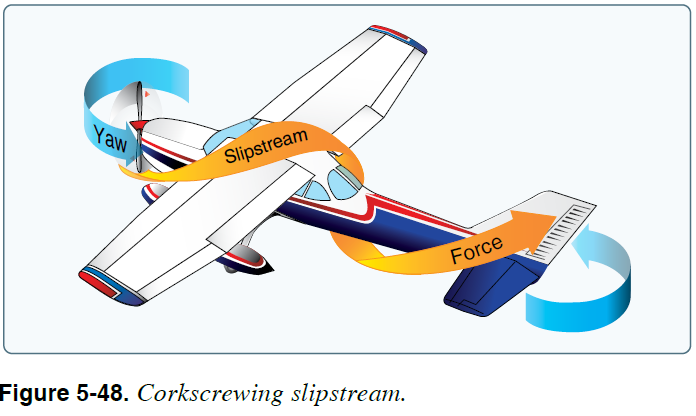 Yaw
Slipstream
Force
Figure 5-48. Corkscrewing slipstream.